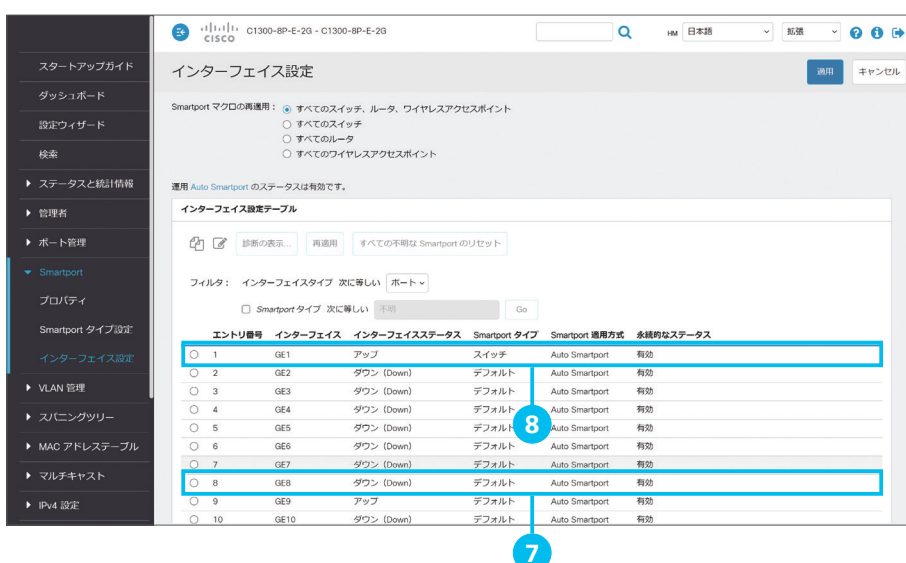 CISCO C1300-8P-E-2G - C1300-8P-E-2G HM 日本語 拡張
スタートアップガイド
ダッシュボード
設定ウィザード
検索
ステータスと統計情報
管理者
ポート管理
Smartport
プロパティ
Smartport タイプ設定
インターフェイス設定
VLAN 管理
スパニングツリー
MAC アドレステーブル
マルチキャスト
IPv4 設定
インターフェイス設定 適用 キャンセル
Smartport マクロの再適用： すべてのスイッチ、ルータ、ワイヤレスアクセスポイント
すべてのスイッチ
すべてのルータ
すべてのワイヤレスアクセスポイント
運用 Auto Smartport のステータスは有効です。
インターフェイス設定テーブル
診断の表示... 再適用 すべての不明な Smartport のリセット
フィルタ： インターフェイスタイプ 次に等しい ポート
Smartport タイプ 次に等しい 不明 Go
エントリ番号 インターフェイス インターフェイスステータス Smartport タイプ Smartport 適用方式 永続的なステータス
1 GE1 アップ スイッチ Auto Smartport 有効
2 GE2 ダウン（Down） デフォルト Auto Smartport 有効
3 GE3 ダウン（Down） デフォルト Auto Smartport 有効
4 GE4 ダウン（Down） デフォルト Auto Smartport 有効
5 GE5 ダウン（Down） デフォルト Auto Smartport 有効
6 GE6 ダウン（Down） デフォルト Auto Smartport 有効
7 GE7 ダウン（Down） デフォルト Auto Smartport 有効
8 GE8 ダウン（Down） デフォルト Auto Smartport 有効
9 GE9 アップ デフォルト Auto Smartport 有効
10 GE10 ダウン（Down） デフォルト Auto Smartport 有効
8
7